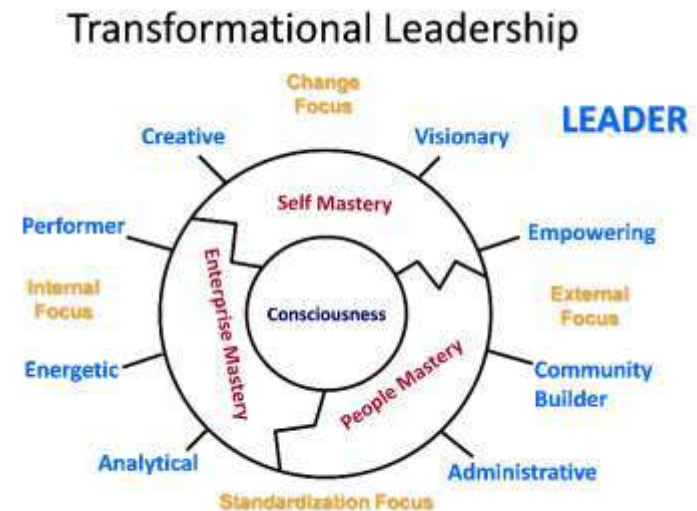 Transformational Leadership
Change
Focus
LEADER
Creative
Visionary
Self Mastery
Performer
Empowering
Enterprise Mastery
Internal
Focus
Consciousness
External
Focus
Energetic
People Mastery
Community
Builder
Analytical
Administrative
Standardization Focus